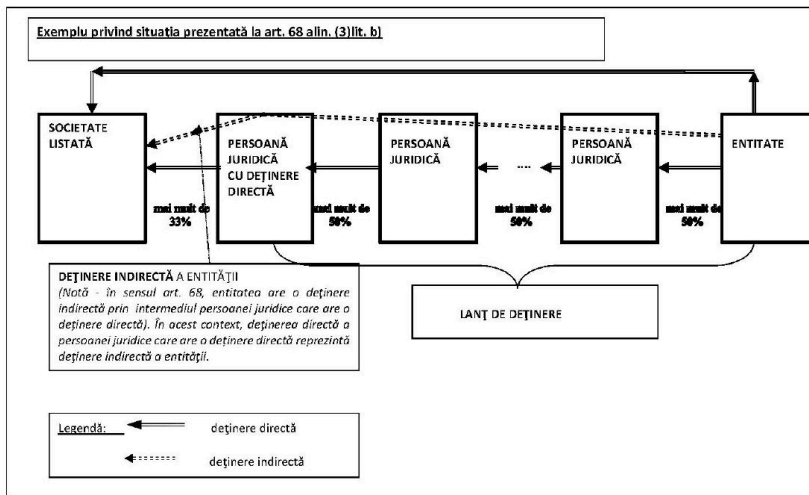 Exemplu privind situația prezentată la art. 68 alin. (3)lit. b)
SOCIETATE
LISTATĂ
PERSOANĂ
JURIDICĂ
CU DEȚINERE
DIRECTĂ
PERSOANĂ
JURIDICĂ
....
PERSOANĂ
JURIDICĂ
ENTITATE
mai mult de
33%
mai mult de
50%
mai mult de
50%
mai mult de
50%
DEȚINERE INDIRECTĂ A ENTITĂȚII
(Notă - în sensul art. 68, entitatea are o deținere
indirectă prin intermediul persoanei juridice care are o
deținere directă). În acest context, deținerea directă a
persoanei juridice care are o deținere directă reprezintă
deținere indirectă a entității.
LANȚ DE DEȚINERE
Legendă: deținere directă
deținere indirectă